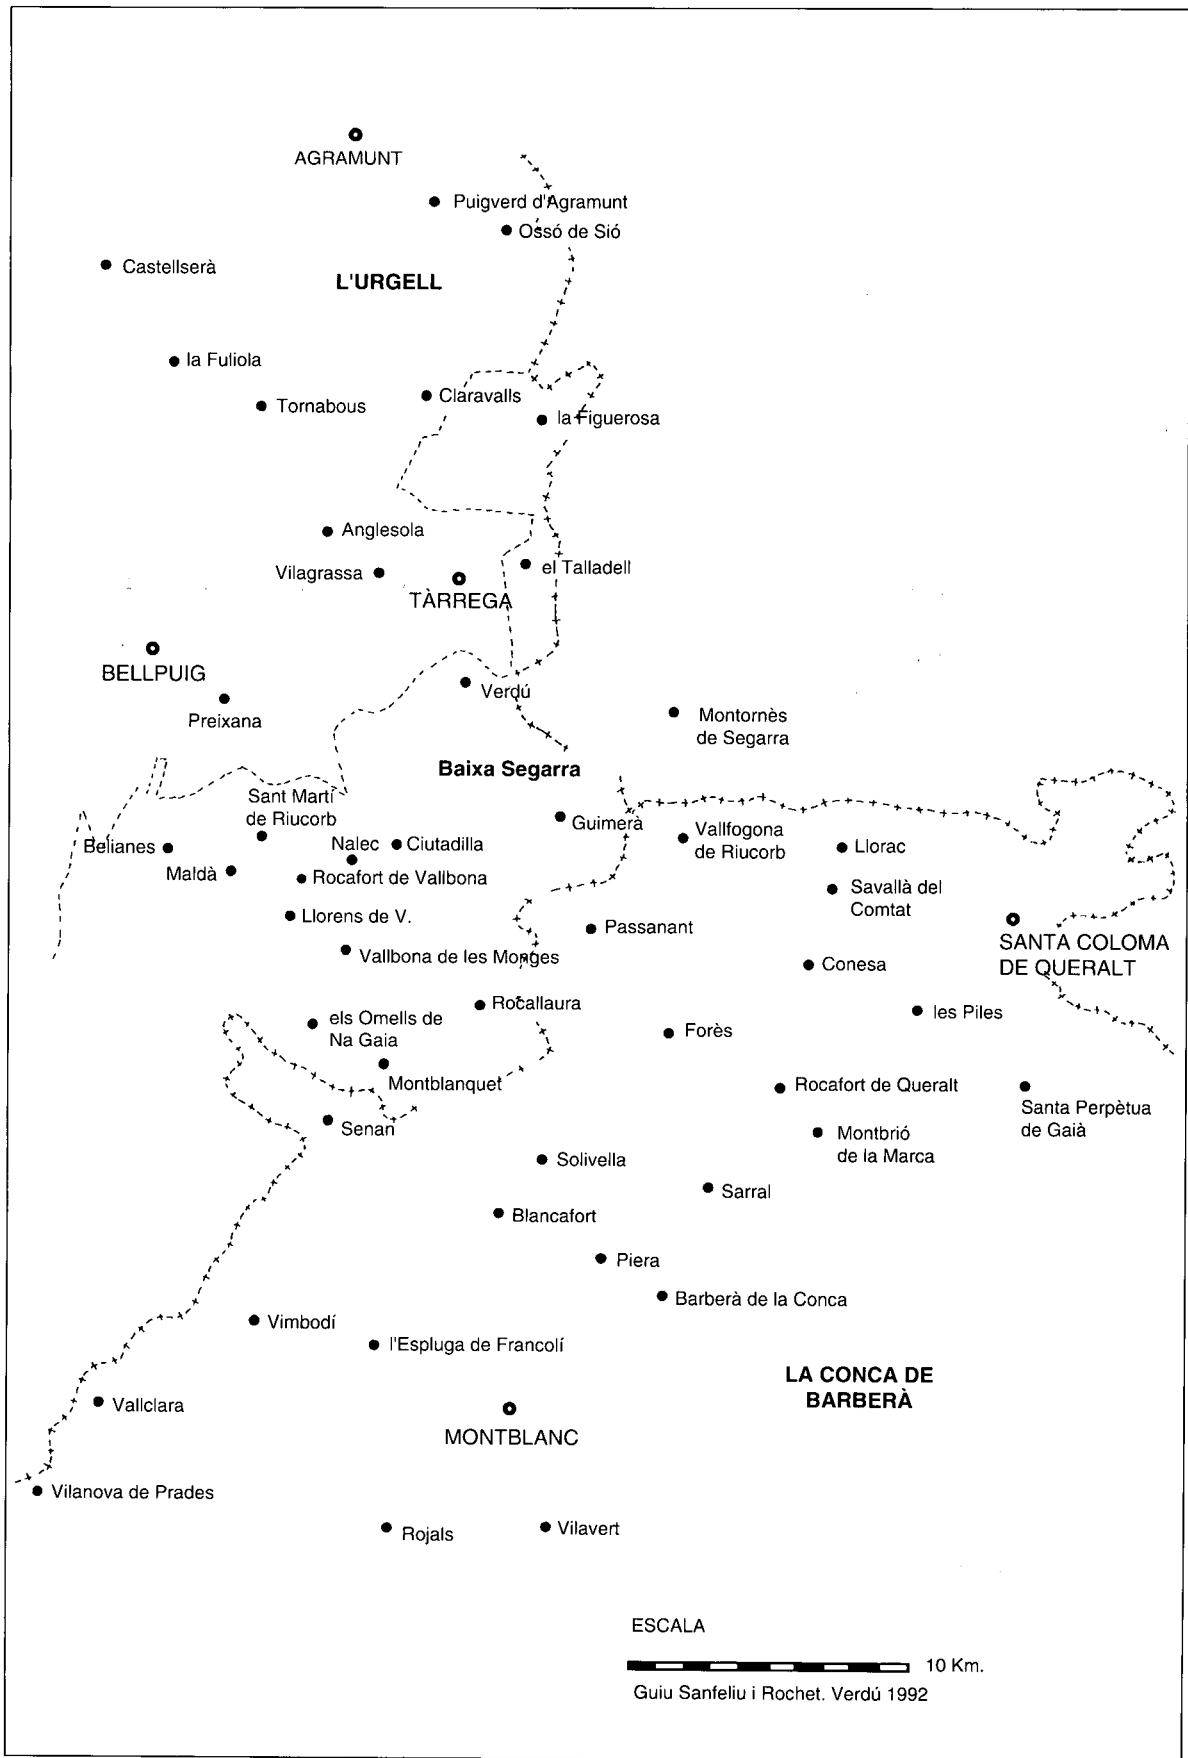 AGRAMUNT
Puigverd d'Agramunt
Ossó de Sió
Castellserà
L'URGELL
la Fuliola
Claravalls
Tornabous
la Figuerosa
Anglesola
Vilagrassa
el Talladell
TÀRREGA
BELLPUIG
Verdú
Preixana
Montornès
de Segarra
Baixa Segarra
Sant Martí
de Riucorb
Guimerà
Vallfogona
de Riucorb
Belianes
Nalec
Ciutadilla
Llorac
Maldà
Rocafort de Vallbona
Savallà del
Comtat
Llorens de V.
Passanant
SANTA COLOMA
DE QUERALT
Vallbona de les Monges
Conesa
Rocallaura
les Piles
els Omells de
Na Gaia
Forès
Montblanquet
Rocafort de Queralt
Santa Perpètua
de Gaià
Senan
Montbrió
de la Marca
Solivella
Sarral
Blancafort
Piera
Barberà de la Conca
Vimbodí
l'Espluga de Francolí
LA CONCA DE
BARBERÀ
Vallclara
MONTBLANC
Vilanova de Prades
Rojals
Vilavert
ESCALA
10 Km.
Guiu Sanfeliu i Rochet. Verdú 1992